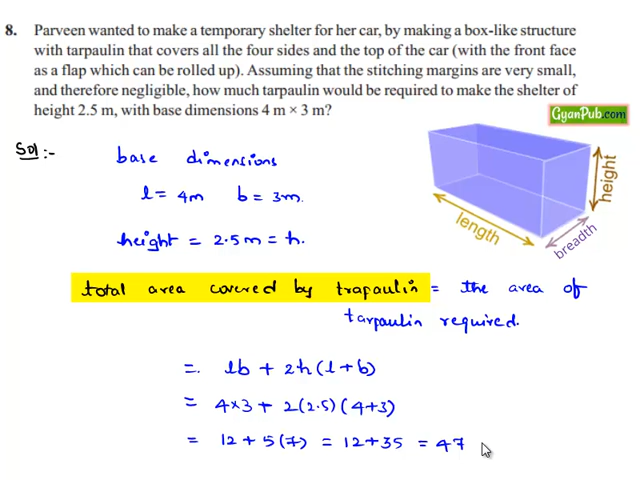 8. Parveen wanted to make a temporary shelter for her car, by making a box-like structure
with tarpaulin that covers all the four sides and the top of the car (with the front face
as a flap which can be rolled up). Assuming that the stitching margins are very small,
and therefore negligible, how much tarpaulin would be required to make the shelter of
height 2.5 m, with base dimensions 4 m × 3 m?
GyanPub.com
Sol :-
base dimensions
l = 4m b = 3m.
height = 2.5m = h.
length
breadth
height
total area covered by trapaulin = the area of
tarpaulin required.
=. lb + 2h (l+b)
= 4×3 + 2(2.5) (4+3)
= 12 + 5(7) = 12+35 = 47